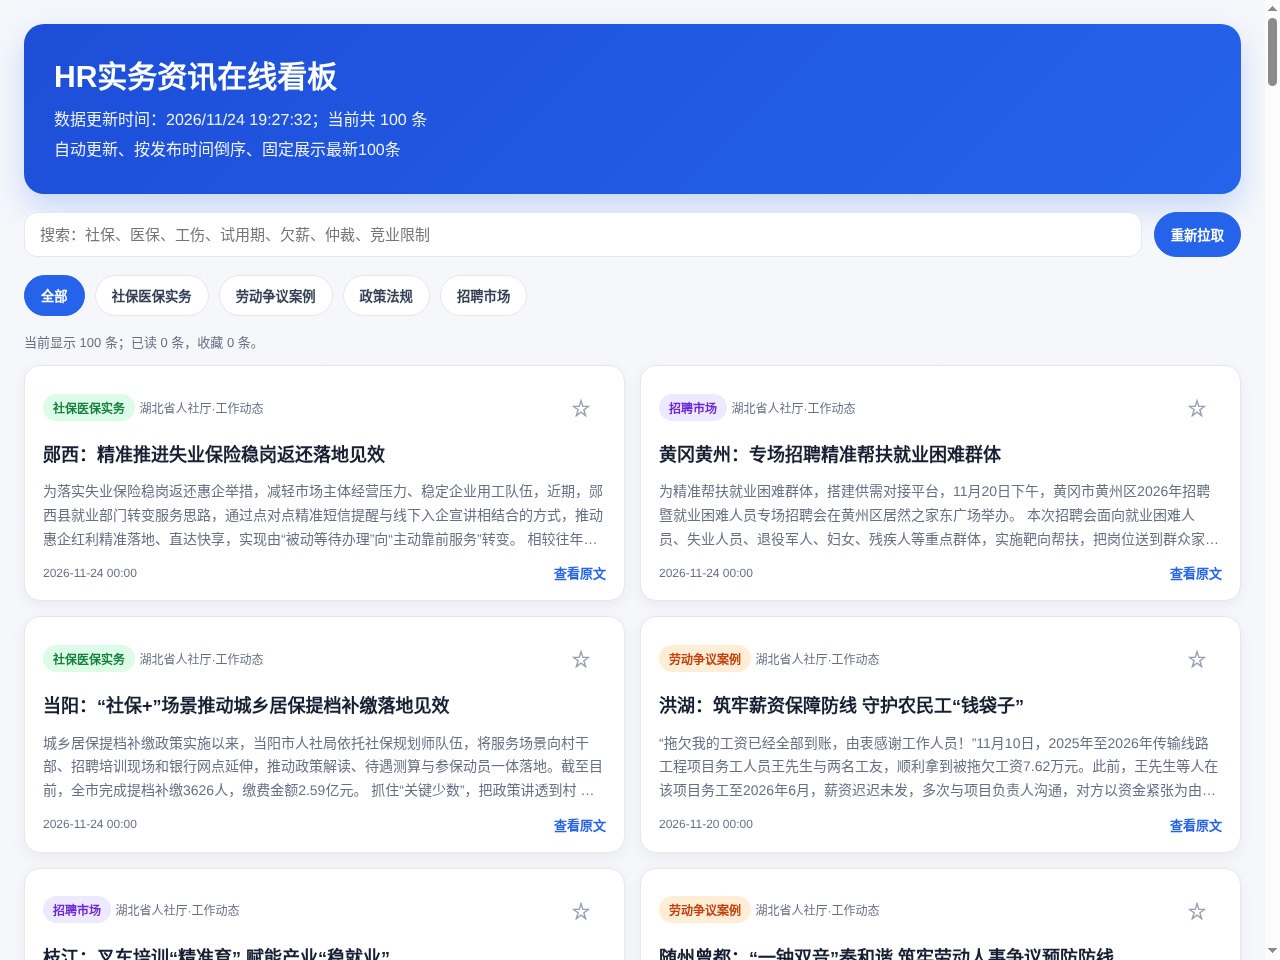 HR实务资讯在线看板
数据更新时间：2026/11/24 19:27:32；当前共 100 条
自动更新、按发布时间倒序、固定展示最新100条
搜索：社保、医保、工伤、试用期、欠薪、仲裁、竞业限制
重新拉取
全部
社保医保实务
劳动争议案例
政策法规
招聘市场
当前显示 100 条；已读 0 条，收藏 0 条。
社保医保实务 湖北省人社厅·工作动态
☆
郧西：精准推进失业保险稳岗返还落地见效
为落实失业保险稳岗返还惠企举措，减轻市场主体经营压力、稳定企业用工队伍，近期，郧
西县就业部门转变服务思路，通过点对点精准短信提醒与线下入企宣讲相结合的方式，推动
惠企红利精准落地、直达快享，实现由“被动等待办理”向“主动靠前服务”转变。 相较往年…
2026-11-24 00:00
查看原文
招聘市场 湖北省人社厅·工作动态
☆
黄冈黄州：专场招聘精准帮扶就业困难群体
为精准帮扶就业困难群体，搭建供需对接平台，11月20日下午，黄冈市黄州区2026年招聘
暨就业困难人员专场招聘会在黄州区居然之家东广场举办。 本次招聘会面向就业困难人
员、失业人员、退役军人、妇女、残疾人等重点群体，实施靶向帮扶，把岗位送到群众家…
2026-11-24 00:00
查看原文
社保医保实务 湖北省人社厅·工作动态
☆
当阳：“社保+”场景推动城乡居保提档补缴落地见效
城乡居保提档补缴政策实施以来，当阳市人社局依托社保规划师队伍，将服务场景向村干
部、招聘培训现场和银行网点延伸，推动政策解读、待遇测算与参保动员一体落地。截至目
前，全市完成提档补缴3626人，缴费金额2.59亿元。 抓住“关键少数”，把政策讲透到村 …
2026-11-24 00:00
查看原文
劳动争议案例 湖北省人社厅·工作动态
☆
洪湖：筑牢薪资保障防线 守护农民工“钱袋子”
“拖欠我的工资已经全部到账，由衷感谢工作人员！”11月10日，2025年至2026年传输线路
工程项目务工人员王先生与两名工友，顺利拿到被拖欠工资7.62万元。此前，王先生等人在
该项目务工至2026年6月，薪资迟迟未发，多次与项目负责人沟通，对方以资金紧张为由…
2026-11-20 00:00
查看原文
招聘市场 湖北省人社厅·工作动态
☆
枝江：叉车培训“精准育” 赋能产业“稳就业”
劳动争议案例 湖北省人社厅·工作动态
☆
随州曾都：“一钟双音”奏和谐 筑牢劳动人事争议预防防线